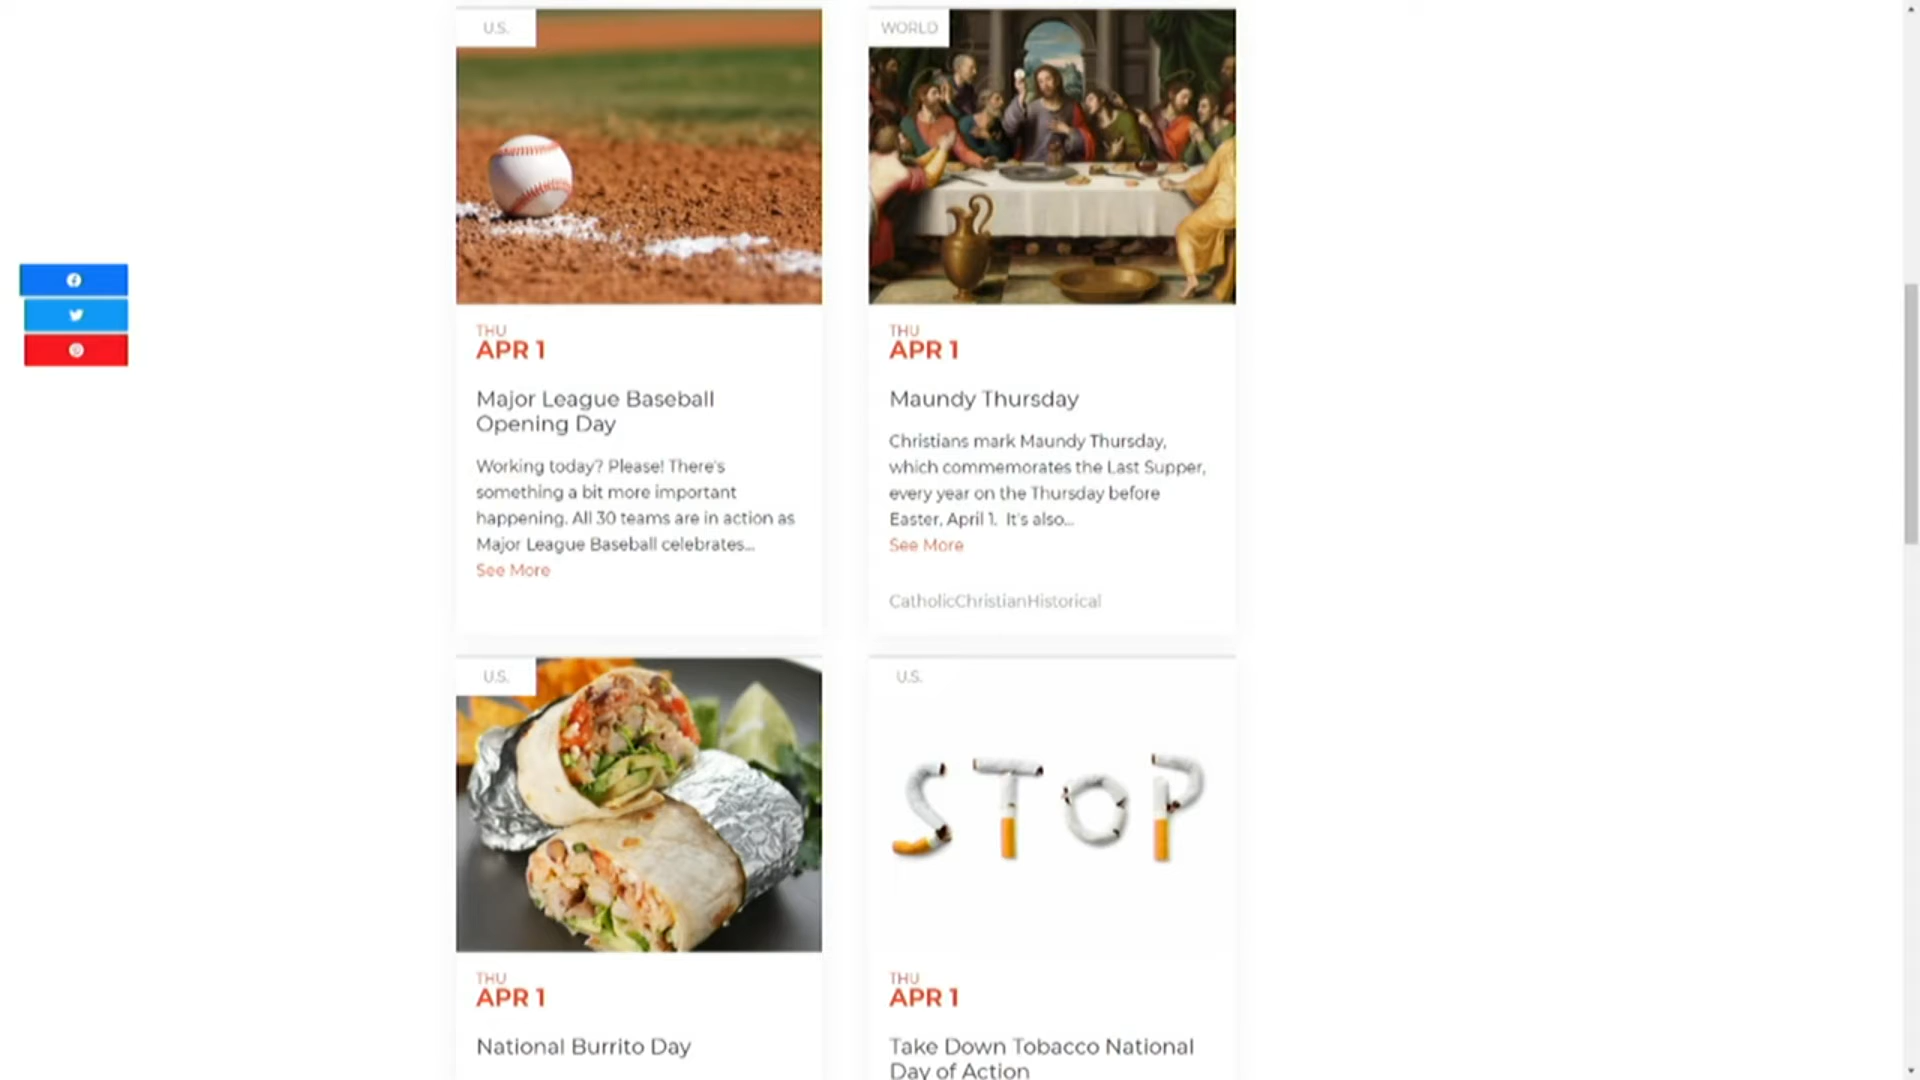 U.S.
THU
APR 1
Major League Baseball
Opening Day
Working today? Please! There's
something a bit more important
happening. All 30 teams are in action as
Major League Baseball celebrates...
See More
WORLD
THU
APR 1
Maundy Thursday
Christians mark Maundy Thursday,
which commemorates the Last Supper,
every year on the Thursday before
Easter, April 1. It's also...
See More
CatholicChristianHistorical
U.S.
THU
APR 1
National Burrito Day
U.S.
STOP
THU
APR 1
Take Down Tobacco National
Day of Action